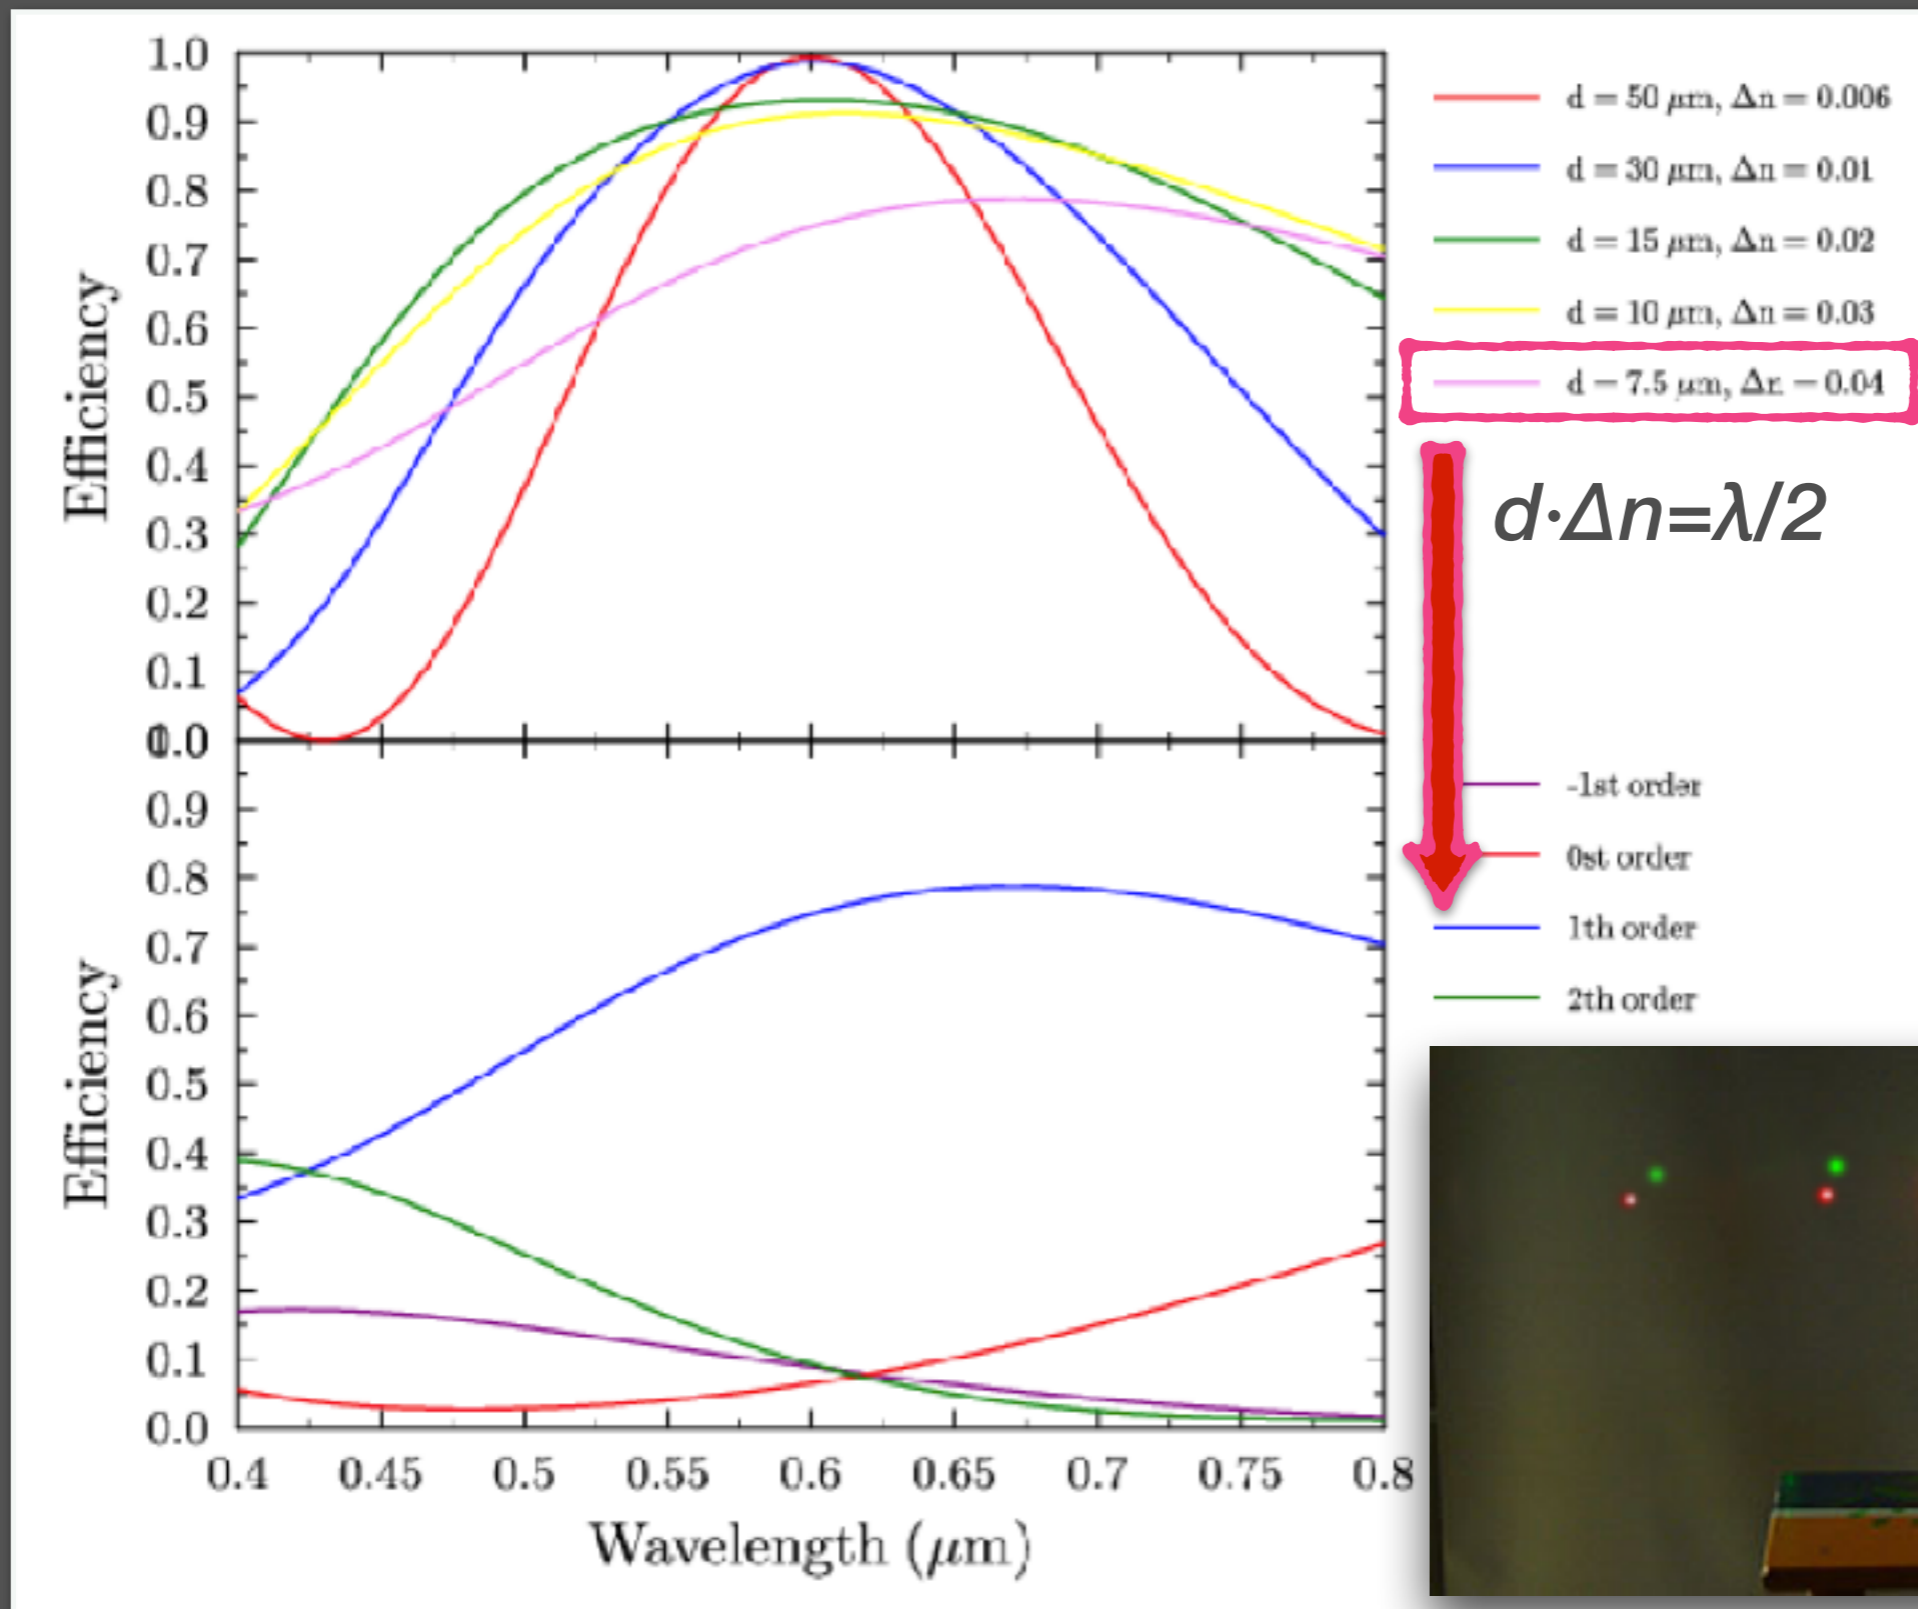 Efficiency
1.0
0.9
0.8
0.7
0.6
0.5
0.4
0.3
0.2
0.1
0.0
d = 50 μm, Δn = 0.006
d = 30 μm, Δn = 0.01
d = 15 μm, Δn = 0.02
d = 10 μm, Δn = 0.03
d = 7.5 μm, Δn = 0.04
d·Δn=λ/2
Efficiency
0.9
0.8
0.7
0.6
0.5
0.4
0.3
0.2
0.1
0.0
-1st order
0st order
1th order
2th order
0.4 0.45 0.5 0.55 0.6 0.65 0.7 0.75 0.8
Wavelength (μm)